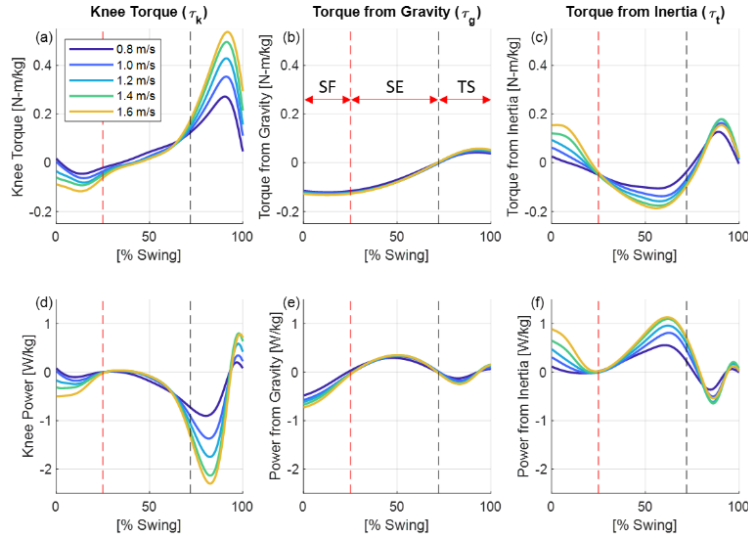 Knee Torque (τk)
Torque from Gravity (τg)
Torque from Inertia (τt)
(a)
0.8 m/s
1.0 m/s
1.2 m/s
1.4 m/s
1.6 m/s
Knee Torque [N-m/kg]
0.4
0.2
0
-0.2
0
50
100
[% Swing]
(b)
SF
SE
TS
Torque from Gravity [N-m/kg]
0.4
0.2
0
-0.2
0
50
100
[% Swing]
(c)
Torque from Inertia [N-m/kg]
0.4
0.2
0
-0.2
0
50
100
[% Swing]
(d)
Knee Power [W/kg]
1
0
-1
-2
0
50
100
[% Swing]
(e)
Power from Gravity [W/kg]
1
0
-1
-2
0
50
100
[% Swing]
(f)
Power from Inertia [W/kg]
1
0
-1
-2
0
50
100
[% Swing]